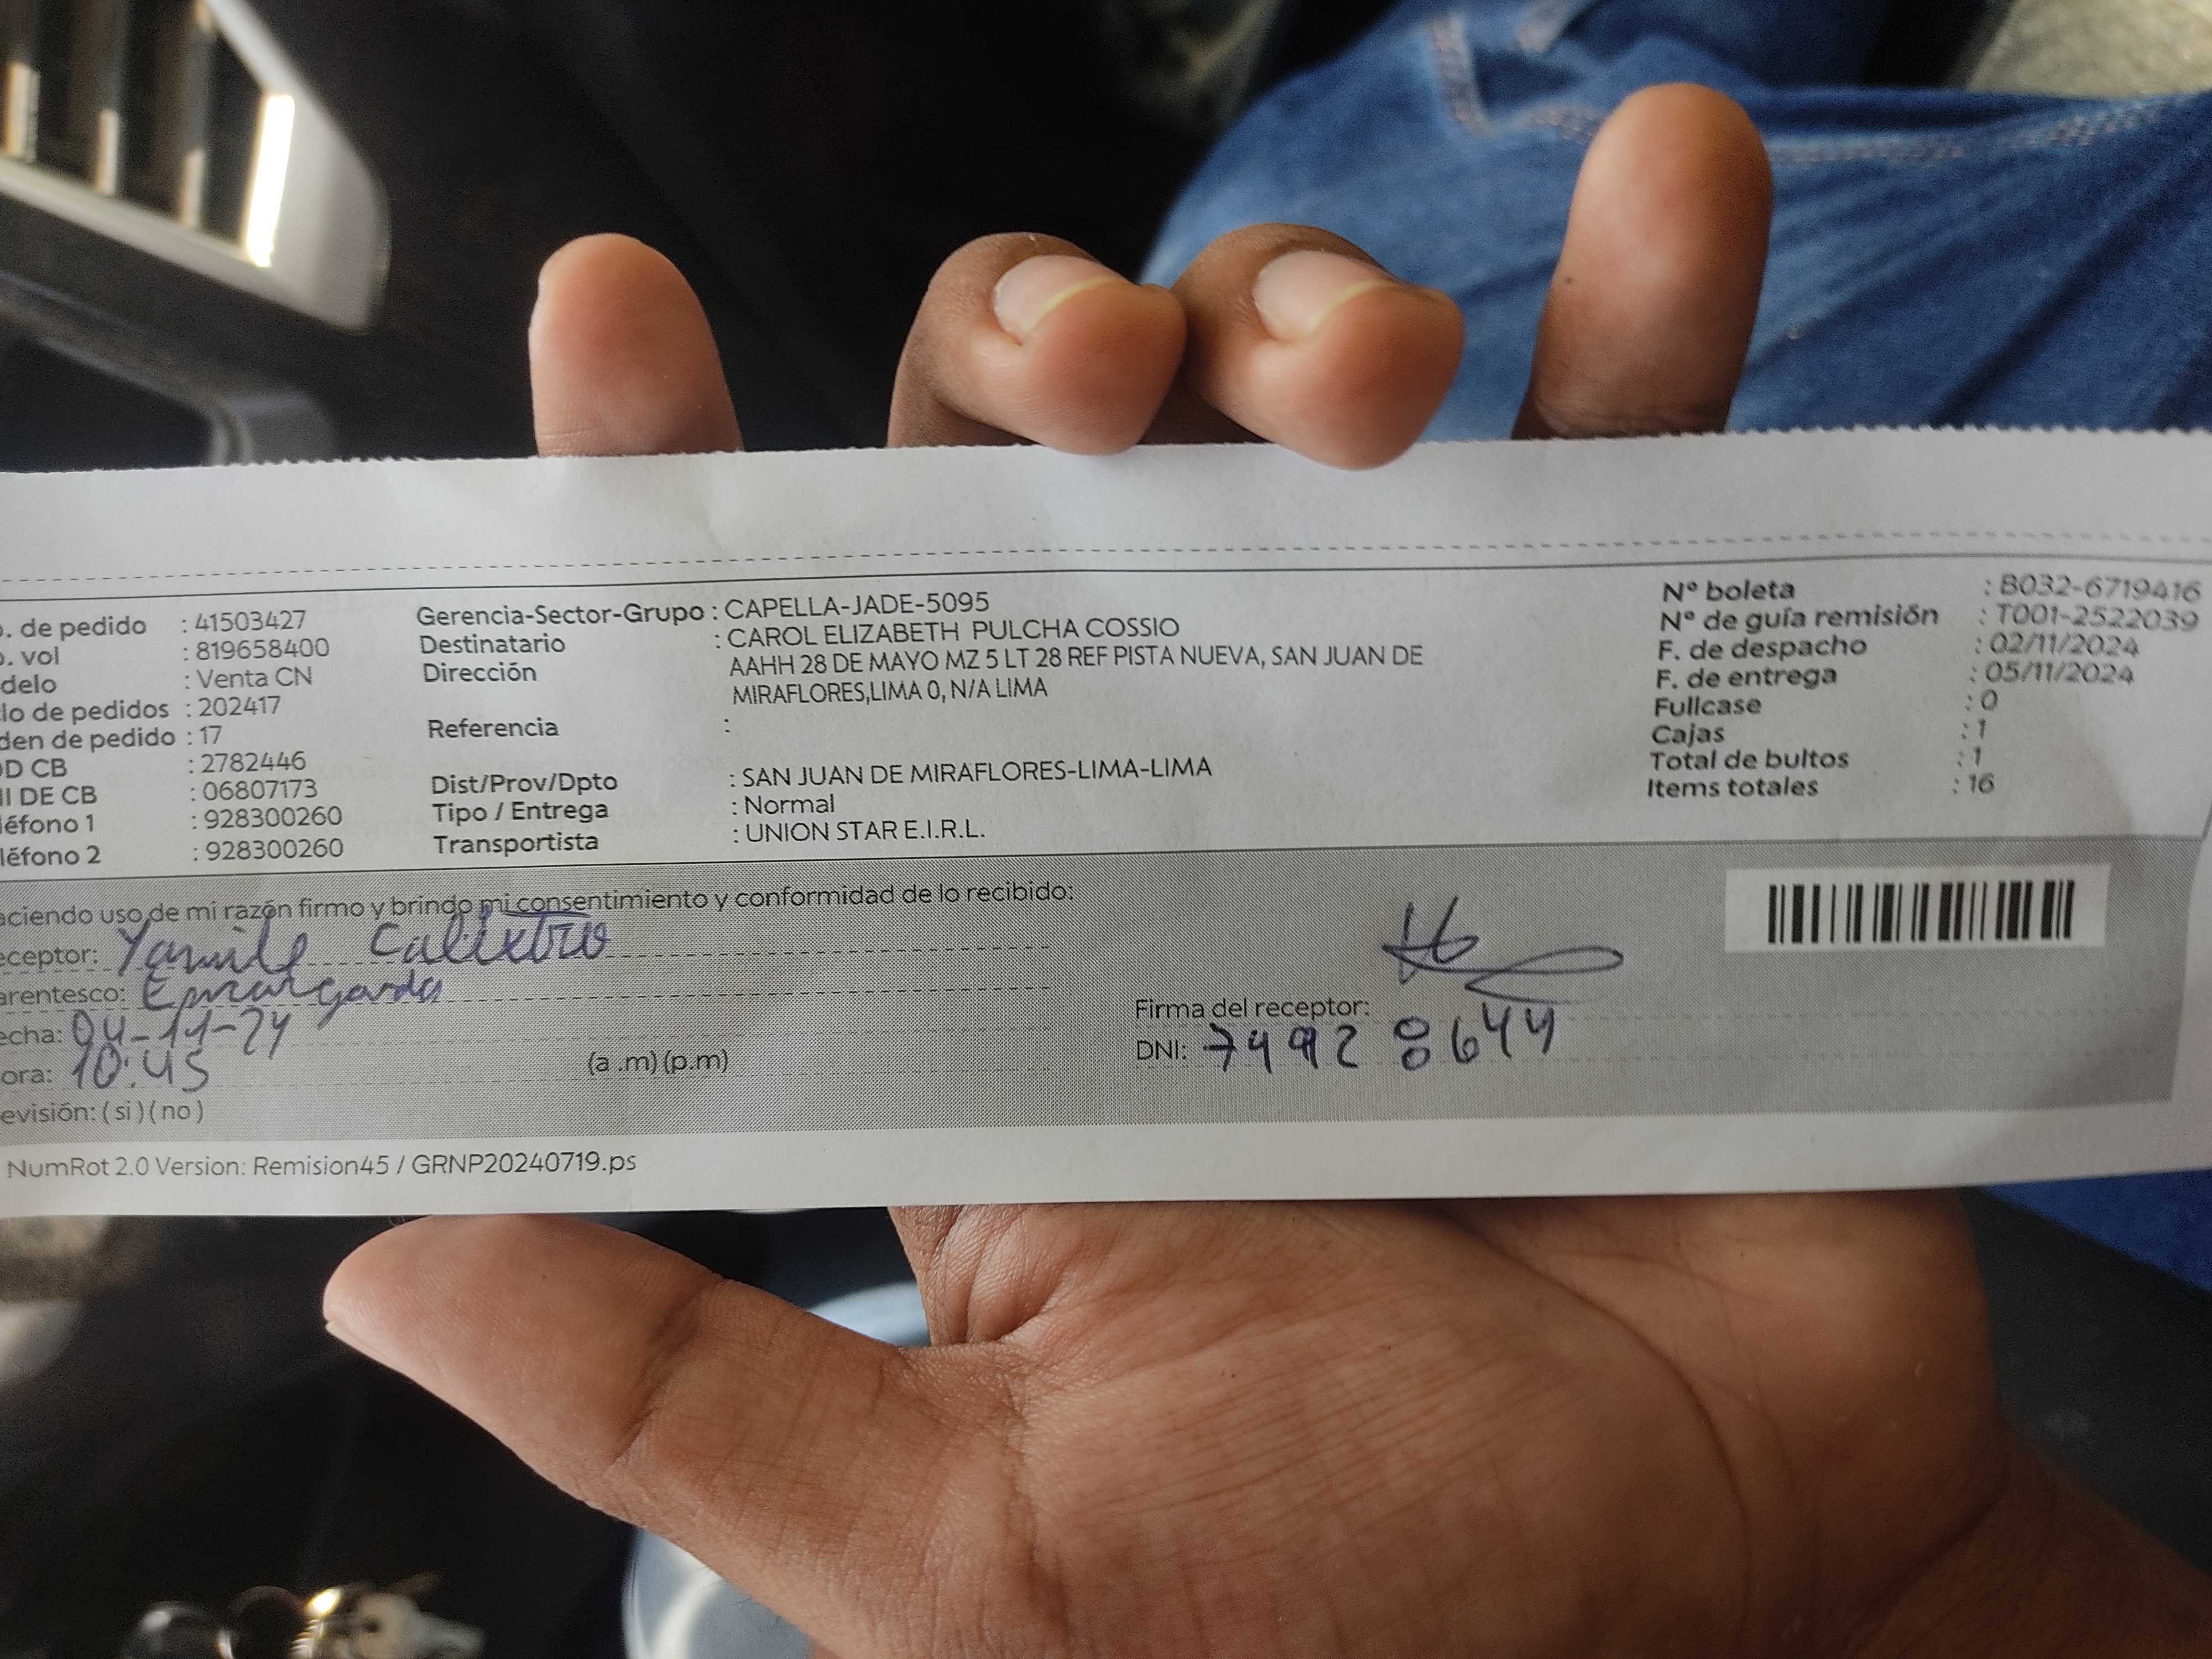 o. de pedido : 41503427
o. vol : 819658400
delo : Venta CN
lo de pedidos : 202417
den de pedido : 17
D CB : 2782446
I DE CB : 06807173
léfono 1 : 928300260
léfono 2 : 928300260
Gerencia-Sector-Grupo : CAPELLA-JADE-5095
Destinatario : CAROL ELIZABETH PULCHA COSSIO
Dirección AAHH 28 DE MAYO MZ 5 LT 28 REF PISTA NUEVA, SAN JUAN DE
MIRAFLORES,LIMA 0, N/A LIMA
Referencia :
Dist/Prov/Dpto : SAN JUAN DE MIRAFLORES-LIMA-LIMA
Tipo / Entrega : Normal
Transportista : UNION STAR E.I.R.L.
Nº boleta : B032-6719416
Nº de guía remisión : T001-2522039
F. de despacho : 02/11/2024
F. de entrega : 05/11/2024
Fullcase : 0
Cajas : 1
Total de bultos : 1
Items totales : 16
aciendo uso de mi razón firmo y brindo mi consentimiento y conformidad de lo recibido:
eceptor: Yamile Calixtro
arentesco: Encargada
echa: 04-11-24
ora: 10:45 (a .m) (p.m)
evisión: ( si ) ( no )
Firma del receptor:
DNI: 74928644
NumRot 2.0 Version: Remision45 / GRNP20240719.ps